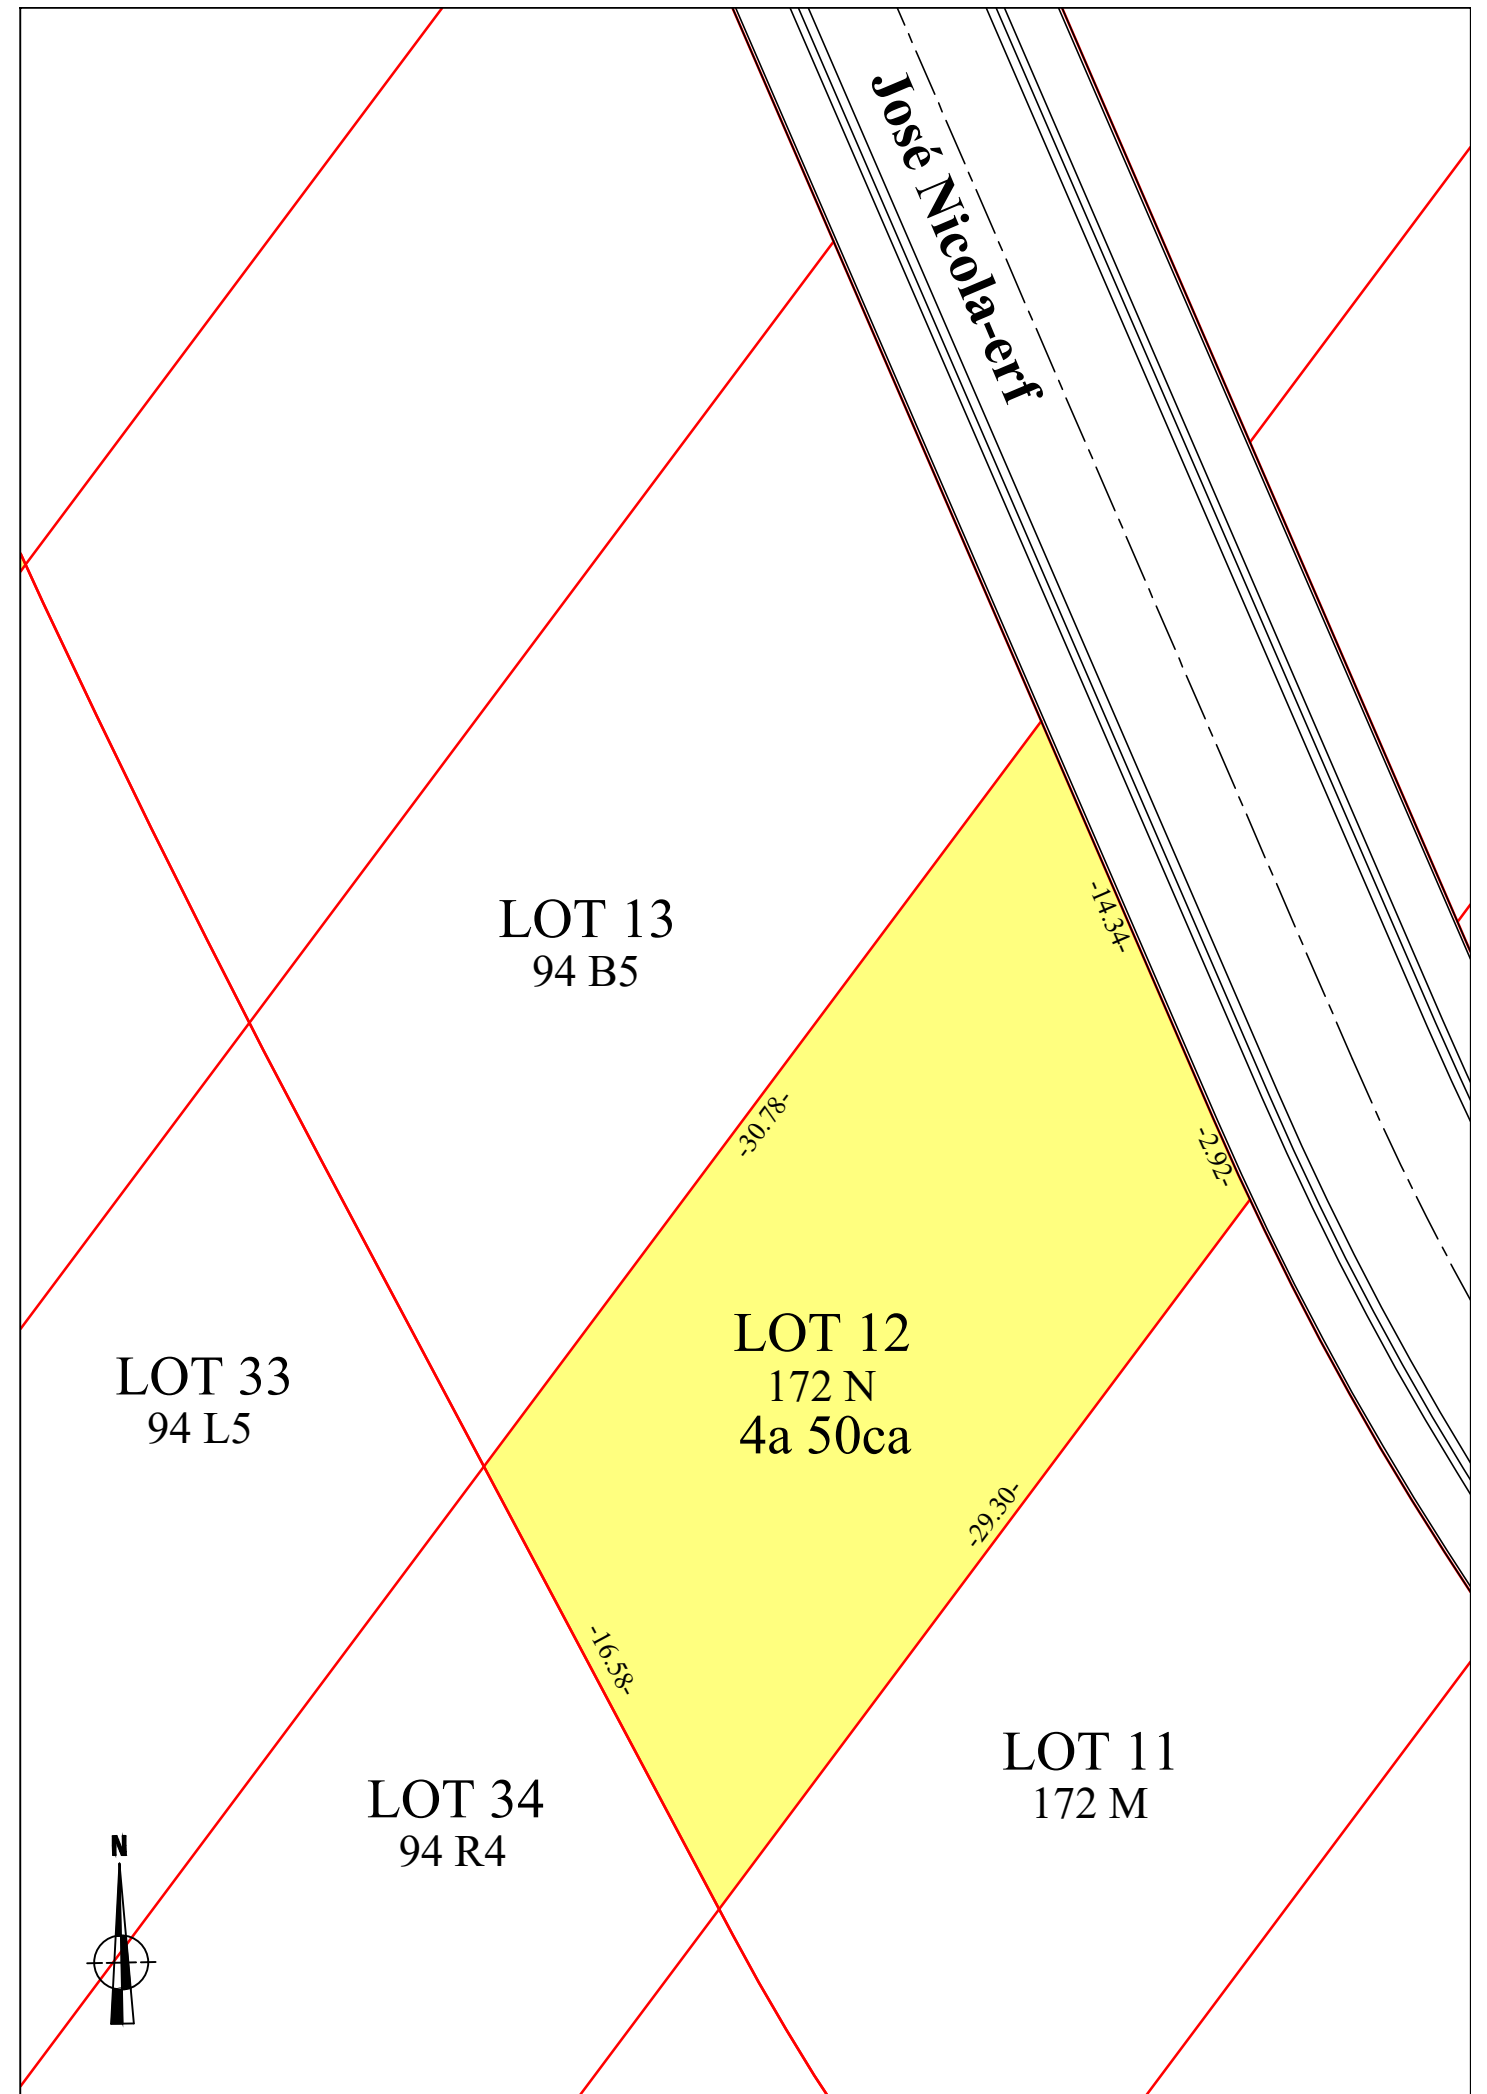 José Nicola-erf
-14.34-
LOT 13
94 B5
-30.78-
-2.92-
LOT 12
172 N
4a 50ca
LOT 33
94 L5
-29.30-
-16.58-
LOT 11
172 M
LOT 34
94 R4
N